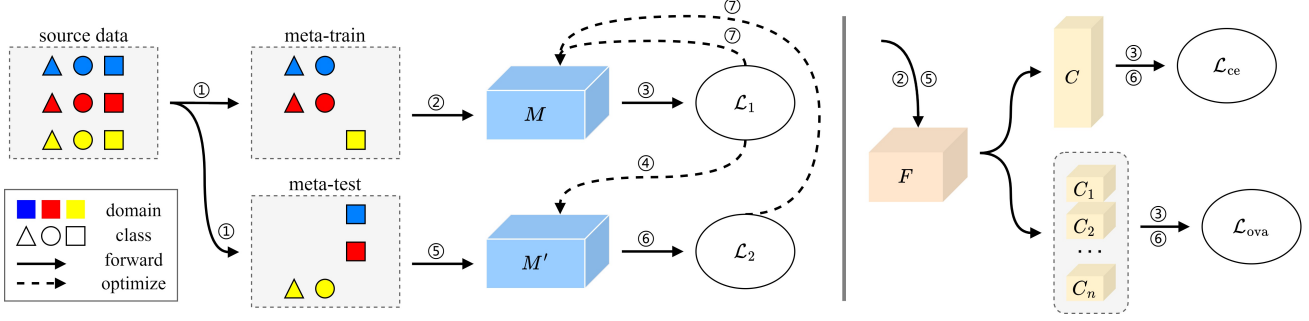 source data
①
①
domain
class
forward
optimize
meta-train
meta-test
②
⑤
M
M′
③
⑥
④
⑦
⑦
ℒ₁
ℒ₂
②
⑤
F
C
③
⑥
ℒce
C₁
C₂
...
Cₙ
③
⑥
ℒova